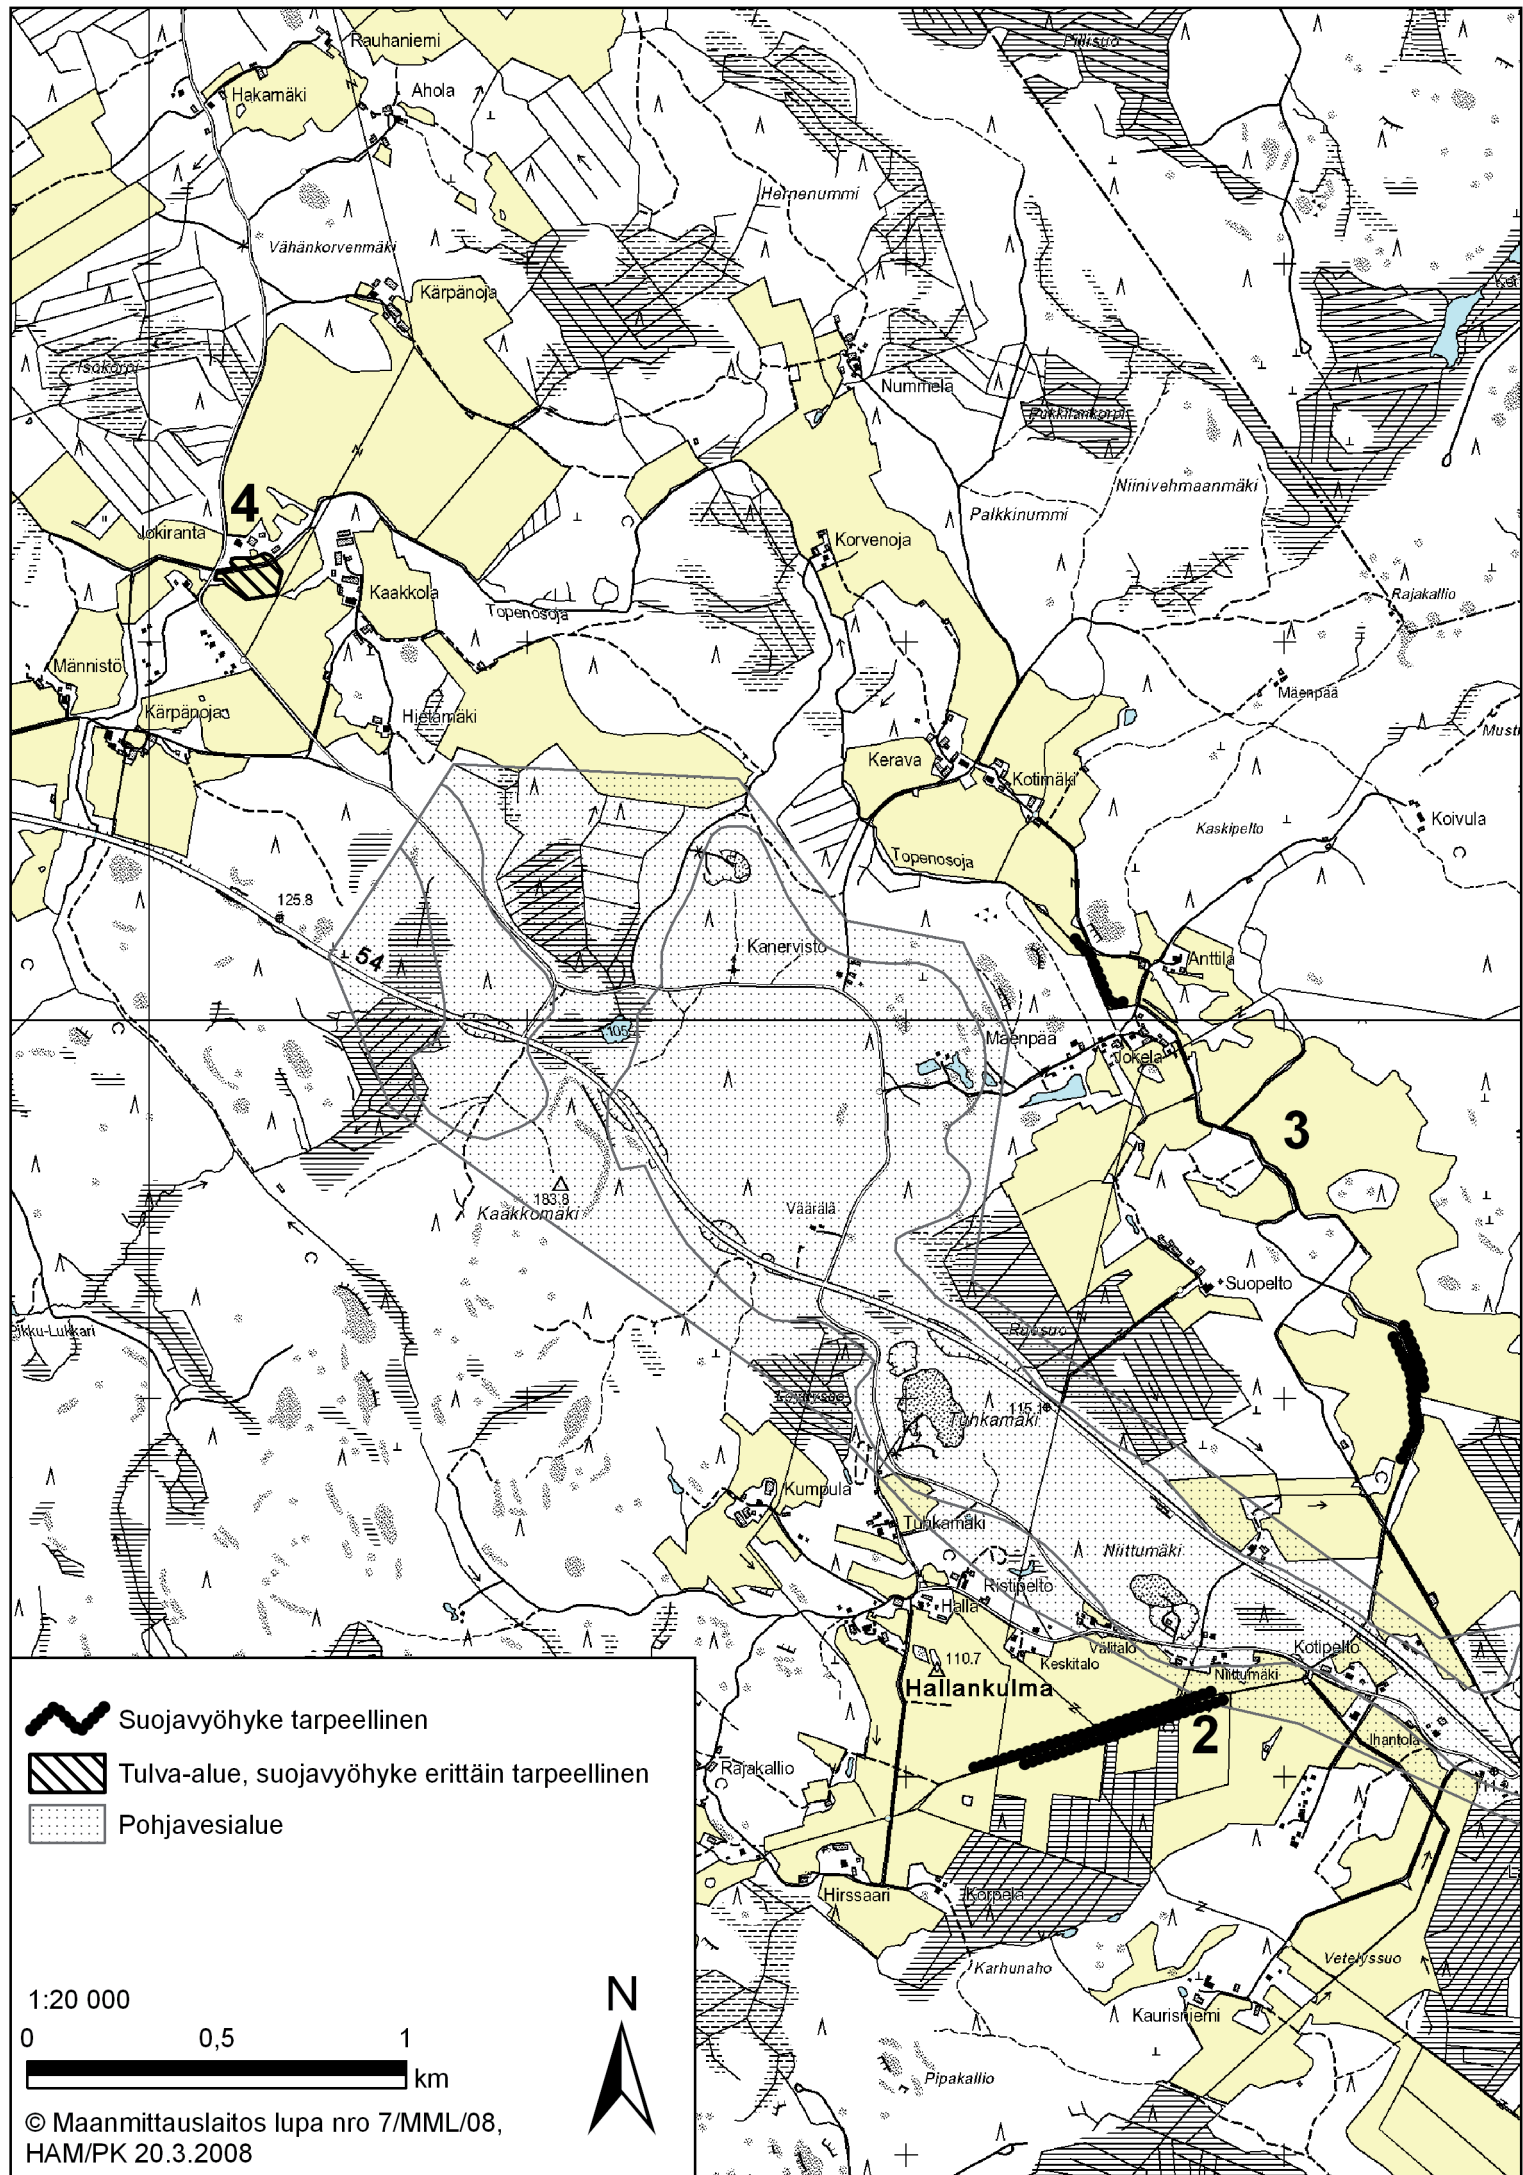 Pillisuo
Rauhaniemi
Hakamäki
Ahola
Hernenummi
Vähänkorvenmäki
Kärpänoja
Isokorpi
Nummela
Pukkilankorpi
Niinivehmaanmäki
4
Palkkinummi
Jokiranta
Korvenoja
Kaakkola
Topenosoja
Rajakallio
Männistö
Mäenpää
Kärpänoja
Hietamäki
Kerava
Kotimäki
Koivula
Kaskipelto
Topenosoja
125.8
54
Kanervisto
Anttila
105
Mäenpää
Jokela
3
183.8
Kaakkomäki
Väärälä
Suopelto
Pikku-Lukkari
Ruosuo
115.1
Tuhkamäki
Kumpula
Tuhkamäki
Niittumäki
Ristipelto
Halla
Välitalo
Kotipelto
Keskitalo
Niittumäki
110.7
Hallankulma
2
Ihantola
Rajakallio
Hirssaari
Korpela
Karhunaho
Vetelyssuo
Kaurisniemi
Pipakallio
Suojavyöhyke tarpeellinen
Tulva-alue, suojavyöhyke erittäin tarpeellinen
Pohjavesialue
1:20 000
N
0 0,5 1
km
© Maanmittauslaitos lupa nro 7/MML/08,
HAM/PK 20.3.2008